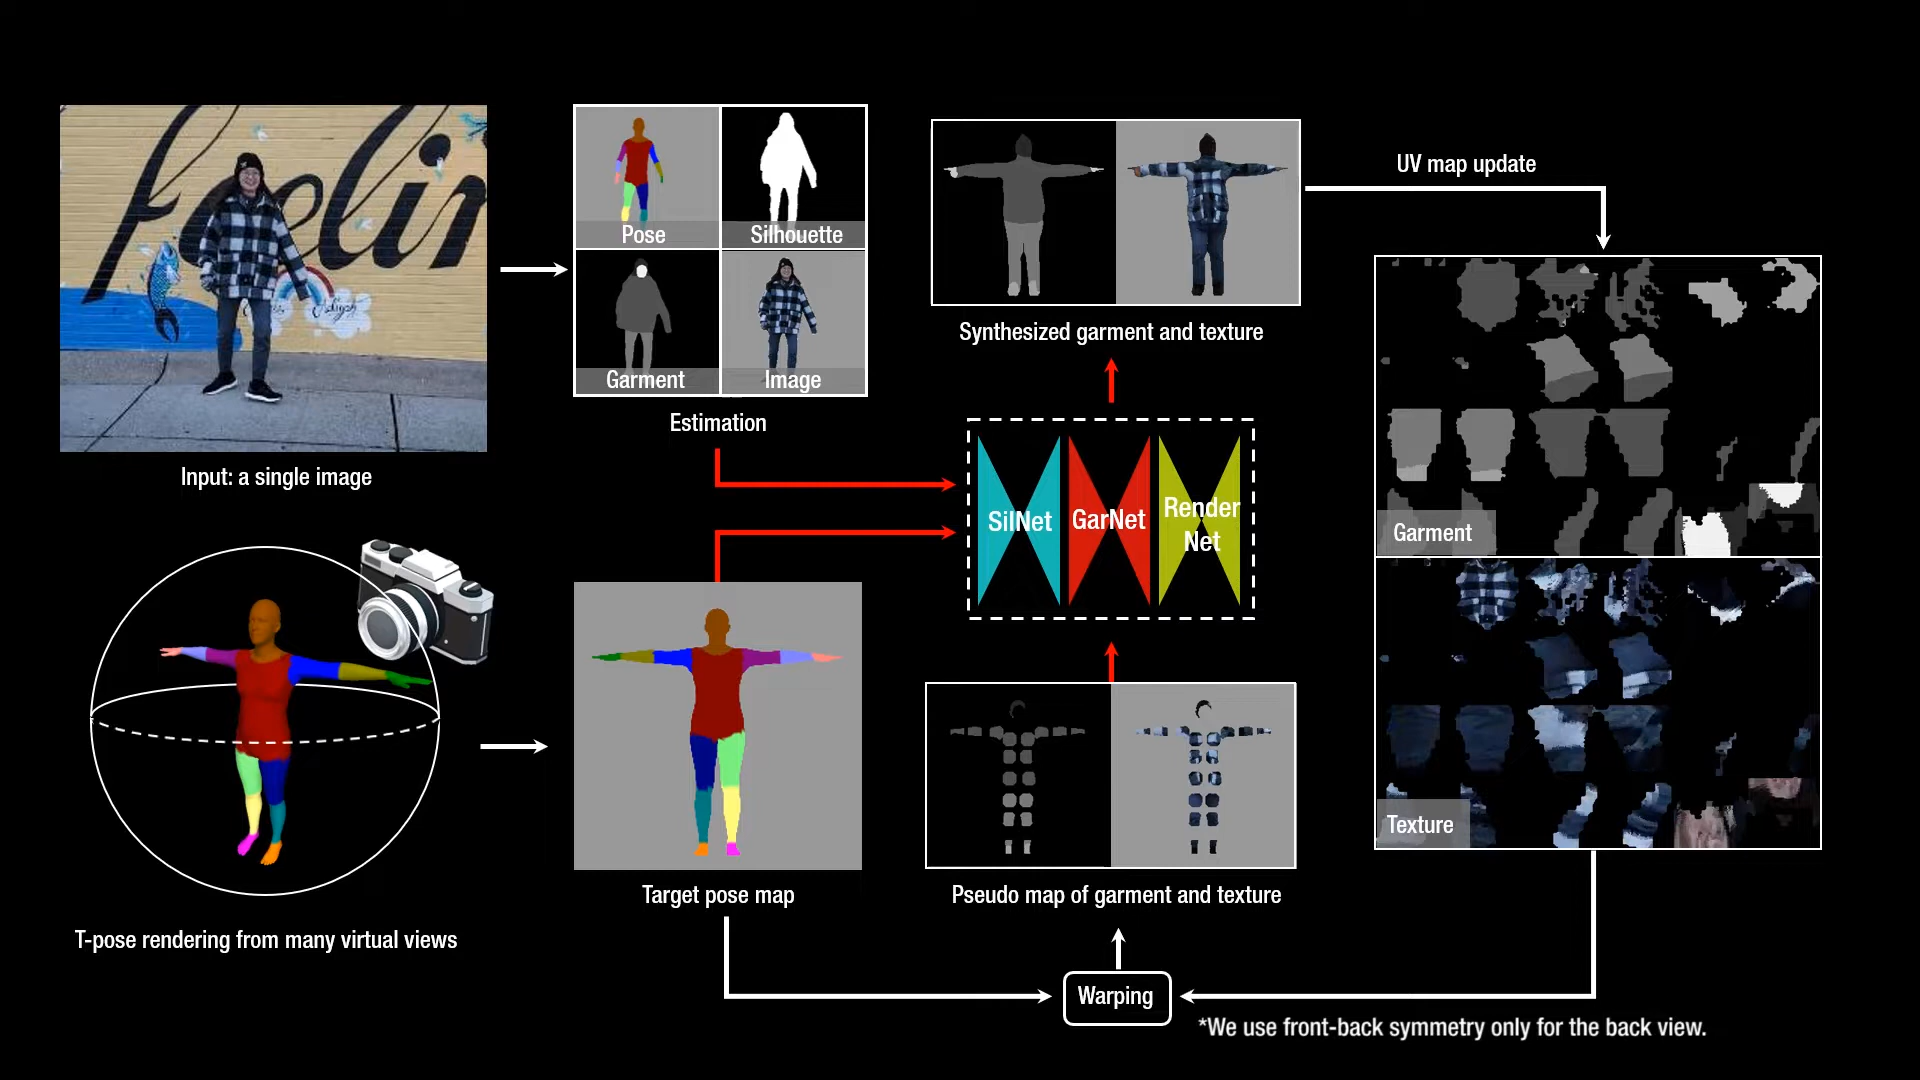 feelin
Input: a single image
Pose
Silhouette
Garment
Image
Estimation
Synthesized garment and texture
UV map update
SilNet
GarNet
Render
Net
Garment
Texture
T-pose rendering from many virtual views
Target pose map
Pseudo map of garment and texture
Warping
*We use front-back symmetry only for the back view.